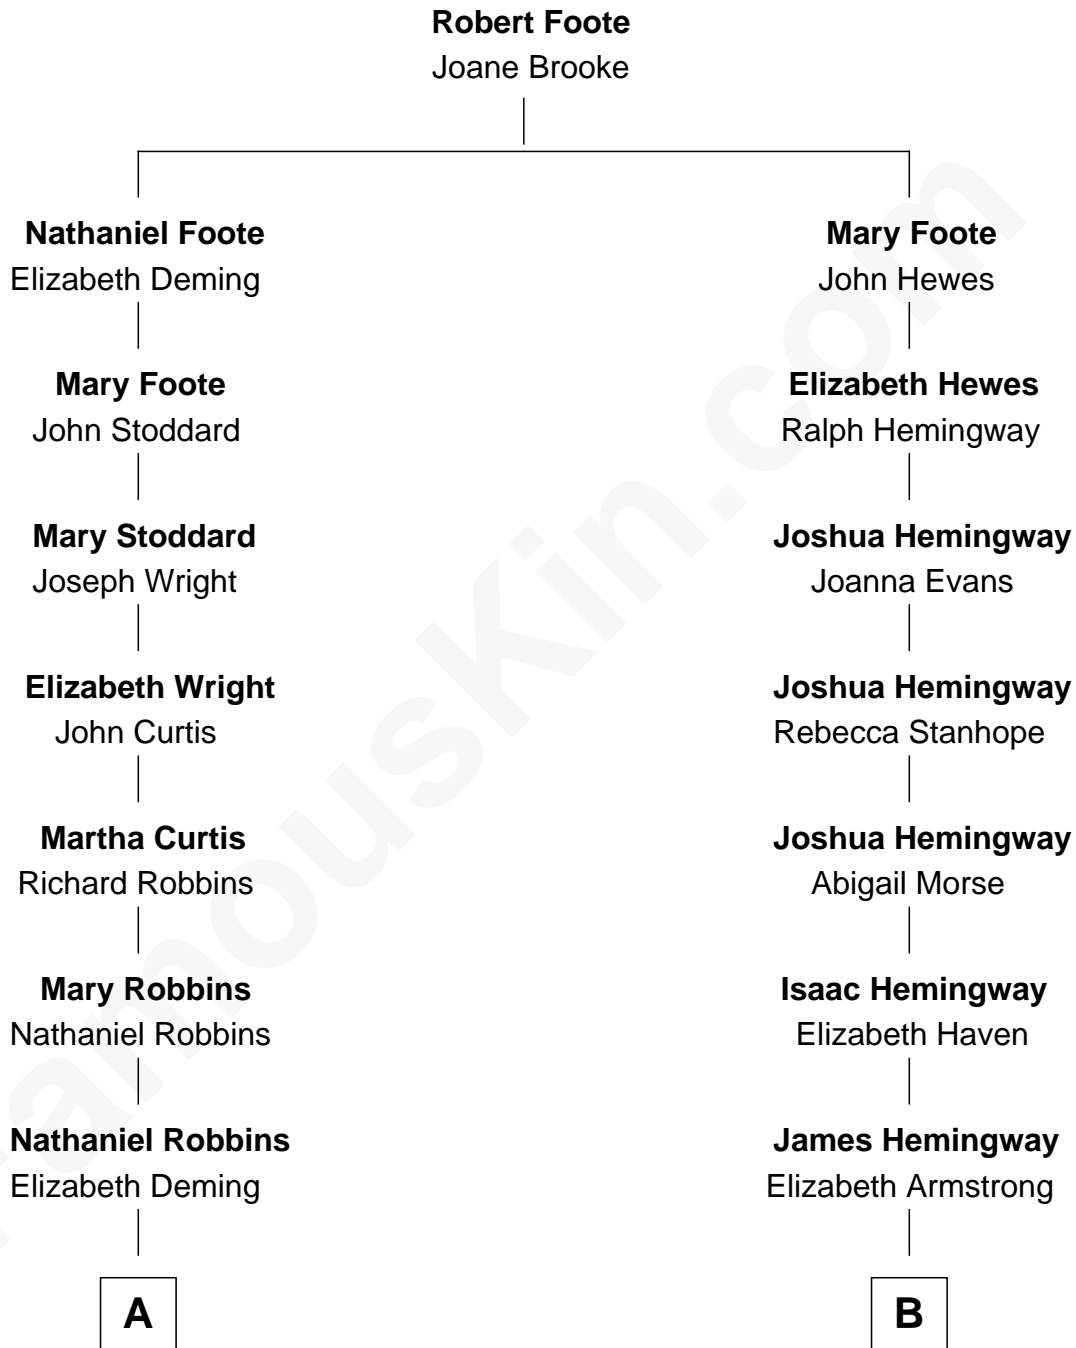 Robert Foote
Joane Brooke
Nathaniel Foote
Elizabeth Deming
Mary Foote
John Stoddard
Mary Stoddard
Joseph Wright
Elizabeth Wright
John Curtis
Martha Curtis
Richard Robbins
Mary Robbins
Nathaniel Robbins
Nathaniel Robbins
Elizabeth Deming
A
Mary Foote
John Hewes
Elizabeth Hewes
Ralph Hemingway
Joshua Hemingway
Joanna Evans
Joshua Hemingway
Rebecca Stanhope
Joshua Hemingway
Abigail Morse
Isaac Hemingway
Elizabeth Haven
James Hemingway
Elizabeth Armstrong
B
FamousKin.com